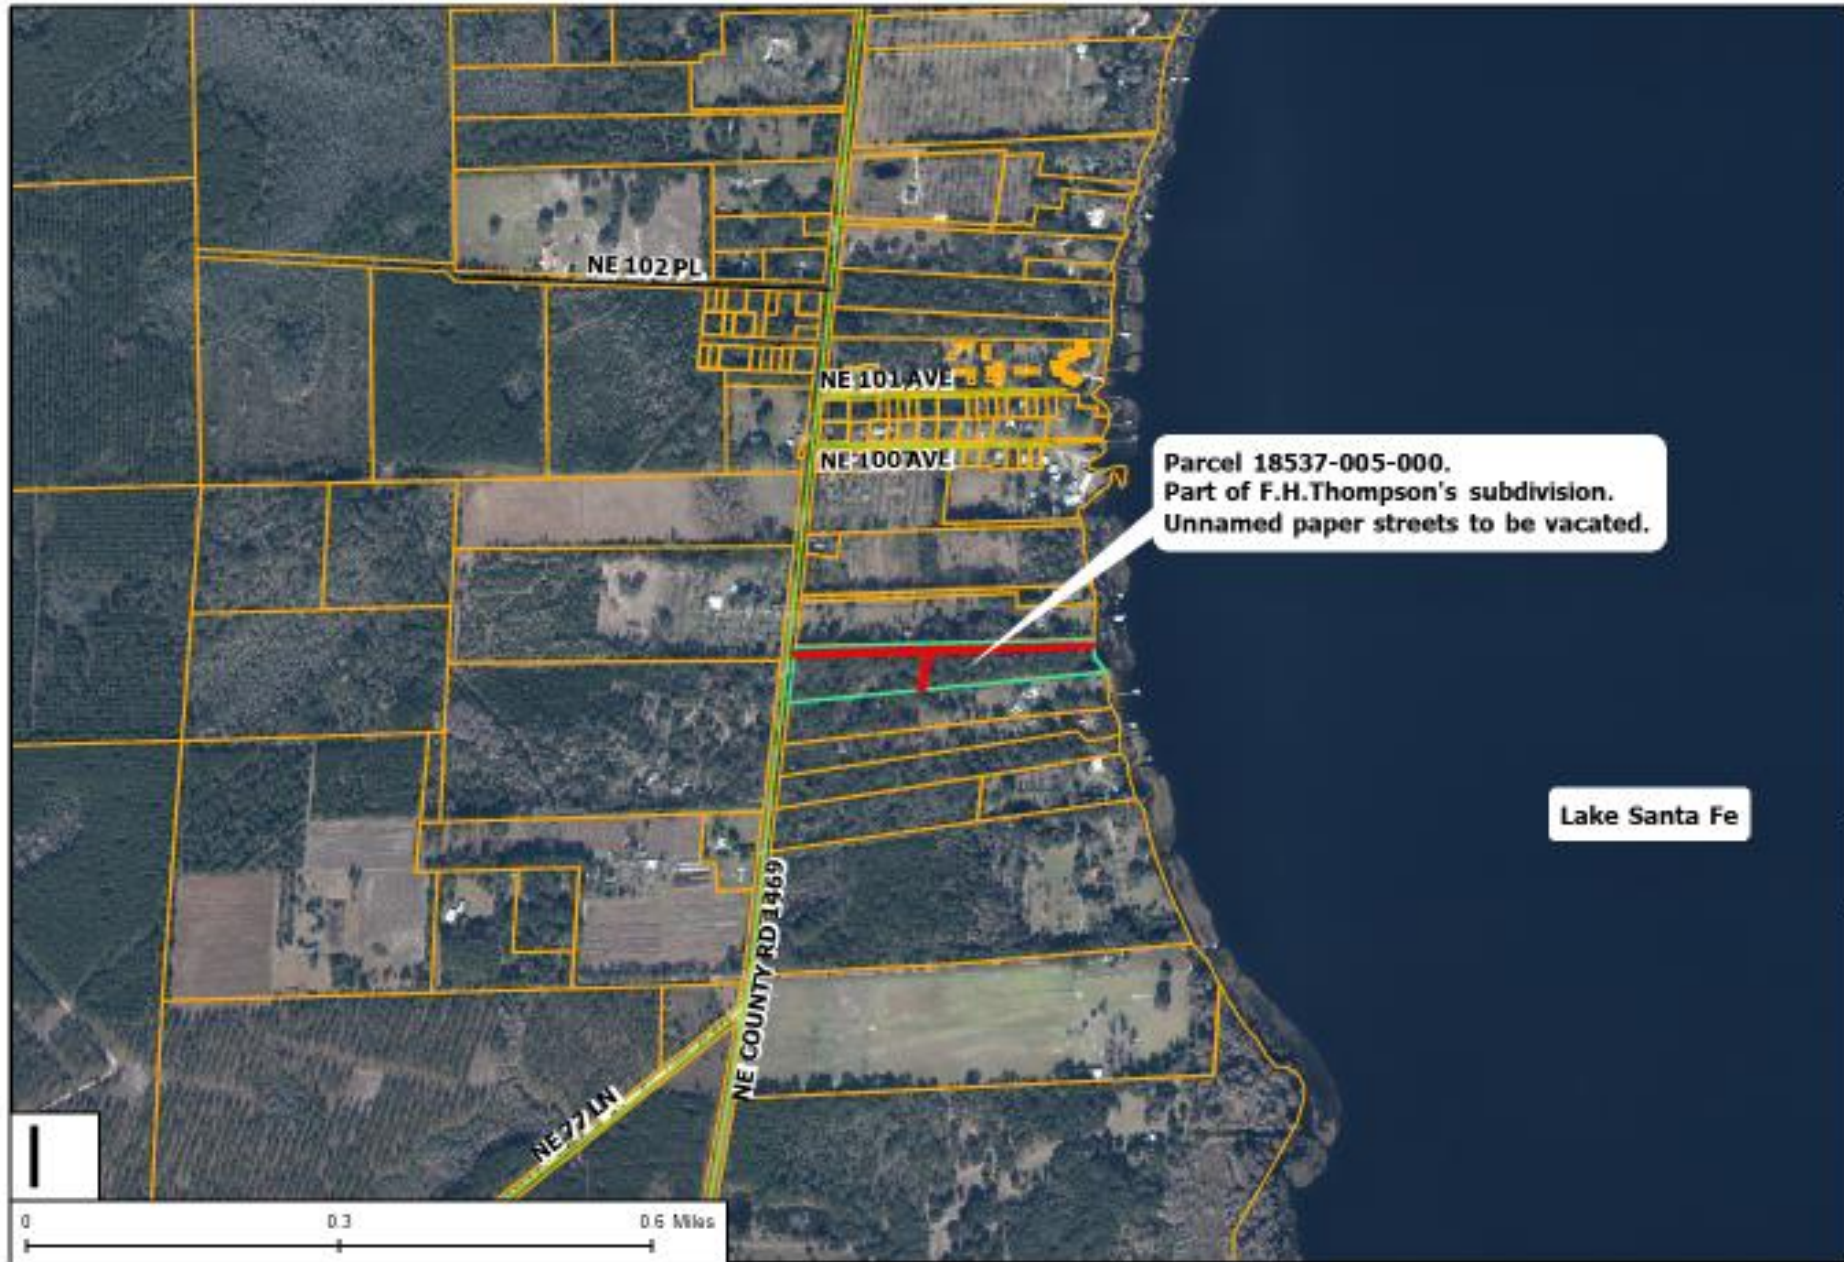 NE 102 PL
NE 101 AVE
NE 100 AVE
Parcel 18537-005-000.
Part of F.H.Thompson's subdivision.
Unnamed paper streets to be vacated.
Lake Santa Fe
NE COUNTY RD 1469
NE 77 LN
0 0.3 0.6 Miles